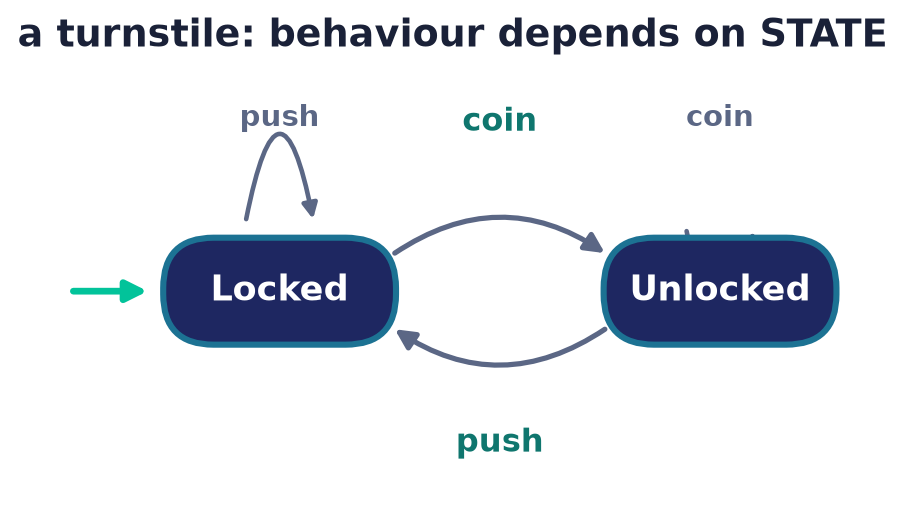 a turnstile: behaviour depends on STATE
push
coin
coin
Locked
Unlocked
push